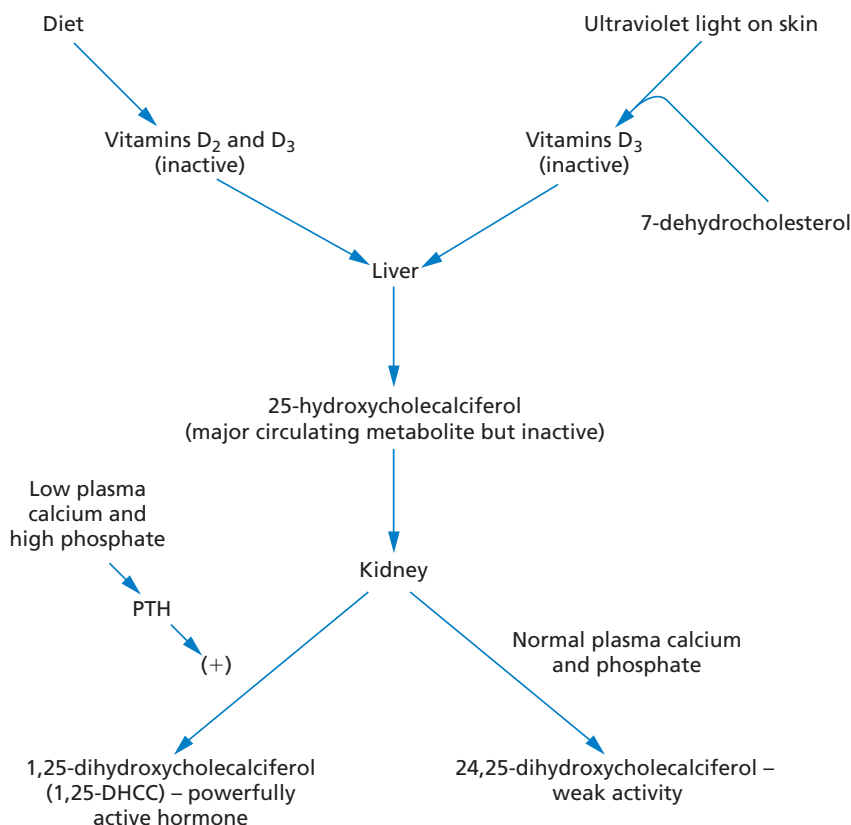 Diet
Ultraviolet light on skin
Vitamins D₂ and D₃
(inactive)
Vitamins D₃
(inactive)
7-dehydrocholesterol
Liver
25-hydroxycholecalciferol
(major circulating metabolite but inactive)
Low plasma
calcium and
high phosphate
Kidney
PTH
(+)
Normal plasma calcium
and phosphate
1,25-dihydroxycholecalciferol
(1,25-DHCC) – powerfully
active hormone
24,25-dihydroxycholecalciferol –
weak activity